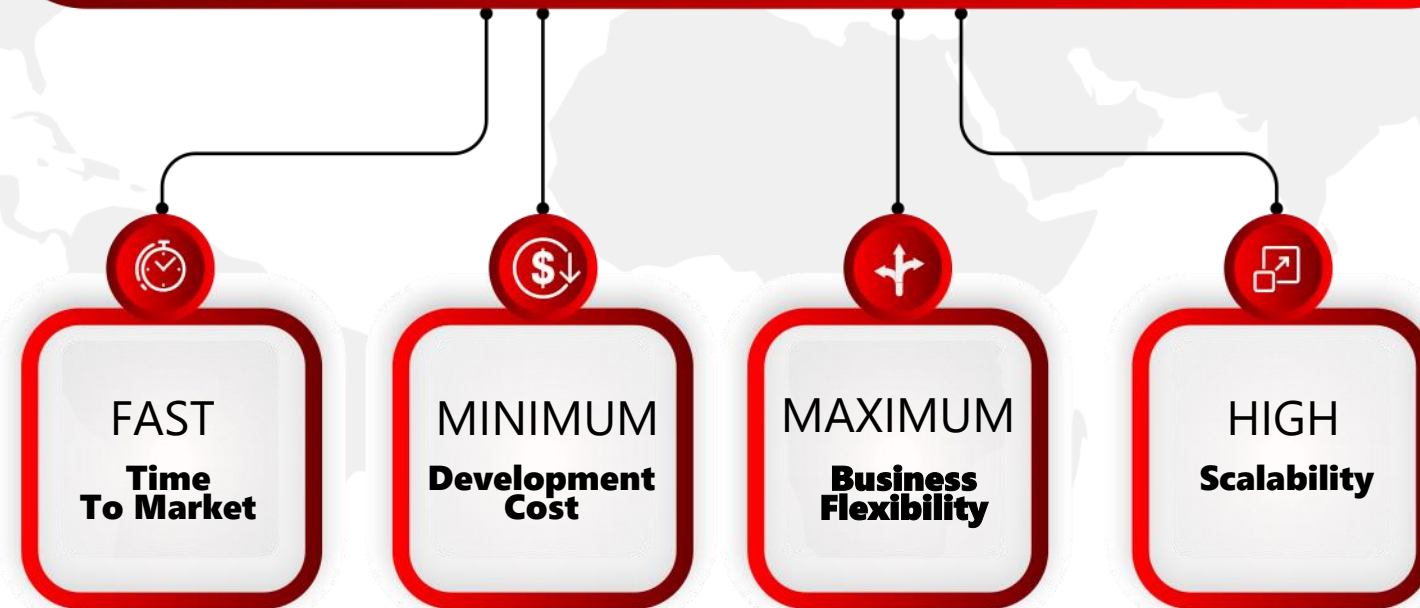 FAST
Time
To Market
MINIMUM
Development
Cost
MAXIMUM
Business
Flexibility
HIGH
Scalability